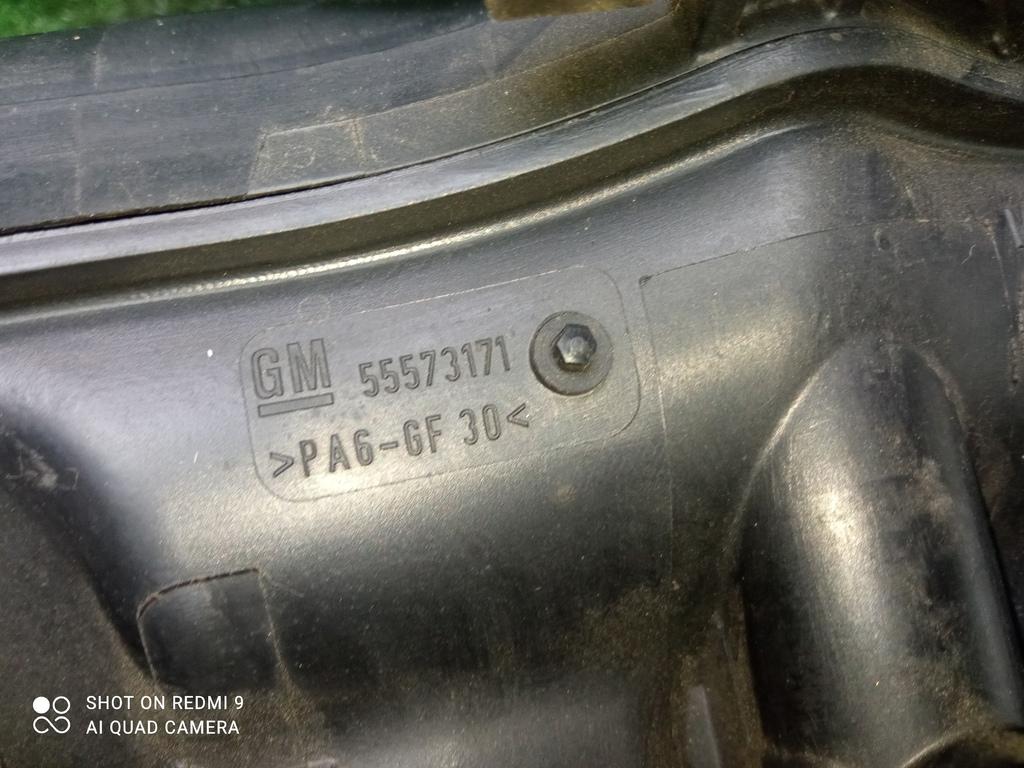 GM 55573171
>PA6-GF 30<
SHOT ON REDMI 9
AI QUAD CAMERA